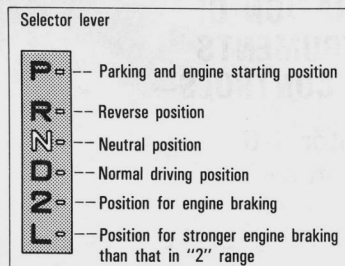 Selector lever
P -- Parking and engine starting position
R -- Reverse position
N -- Neutral position
D -- Normal driving position
2 -- Position for engine braking
L -- Position for stronger engine braking
than that in "2" range